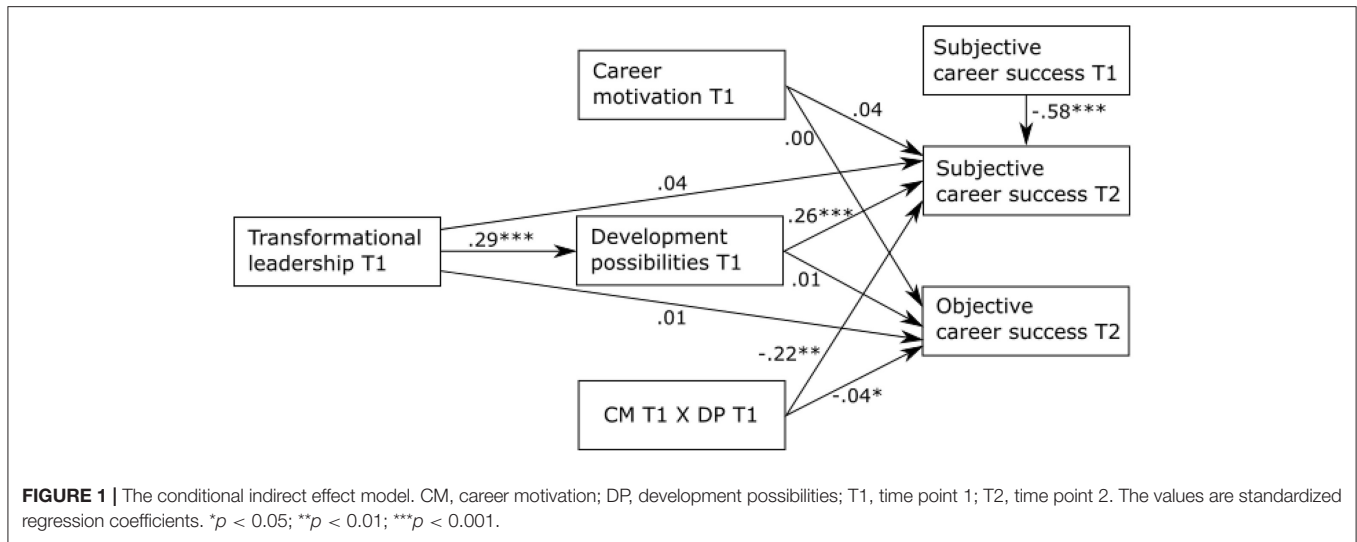 Subjective
career success T1
Career
motivation T1
.04
-.58***
.00
Subjective
career success T2
.04
.26***
Transformational
leadership T1
.29***
Development
possibilities T1
.01
Objective
career success T2
.01
-.22**
-.04*
CM T1 X DP T1
FIGURE 1 | The conditional indirect effect model. CM, career motivation; DP, development possibilities; T1, time point 1; T2, time point 2. The values are standardized
regression coefficients. *p < 0.05; **p < 0.01; ***p < 0.001.